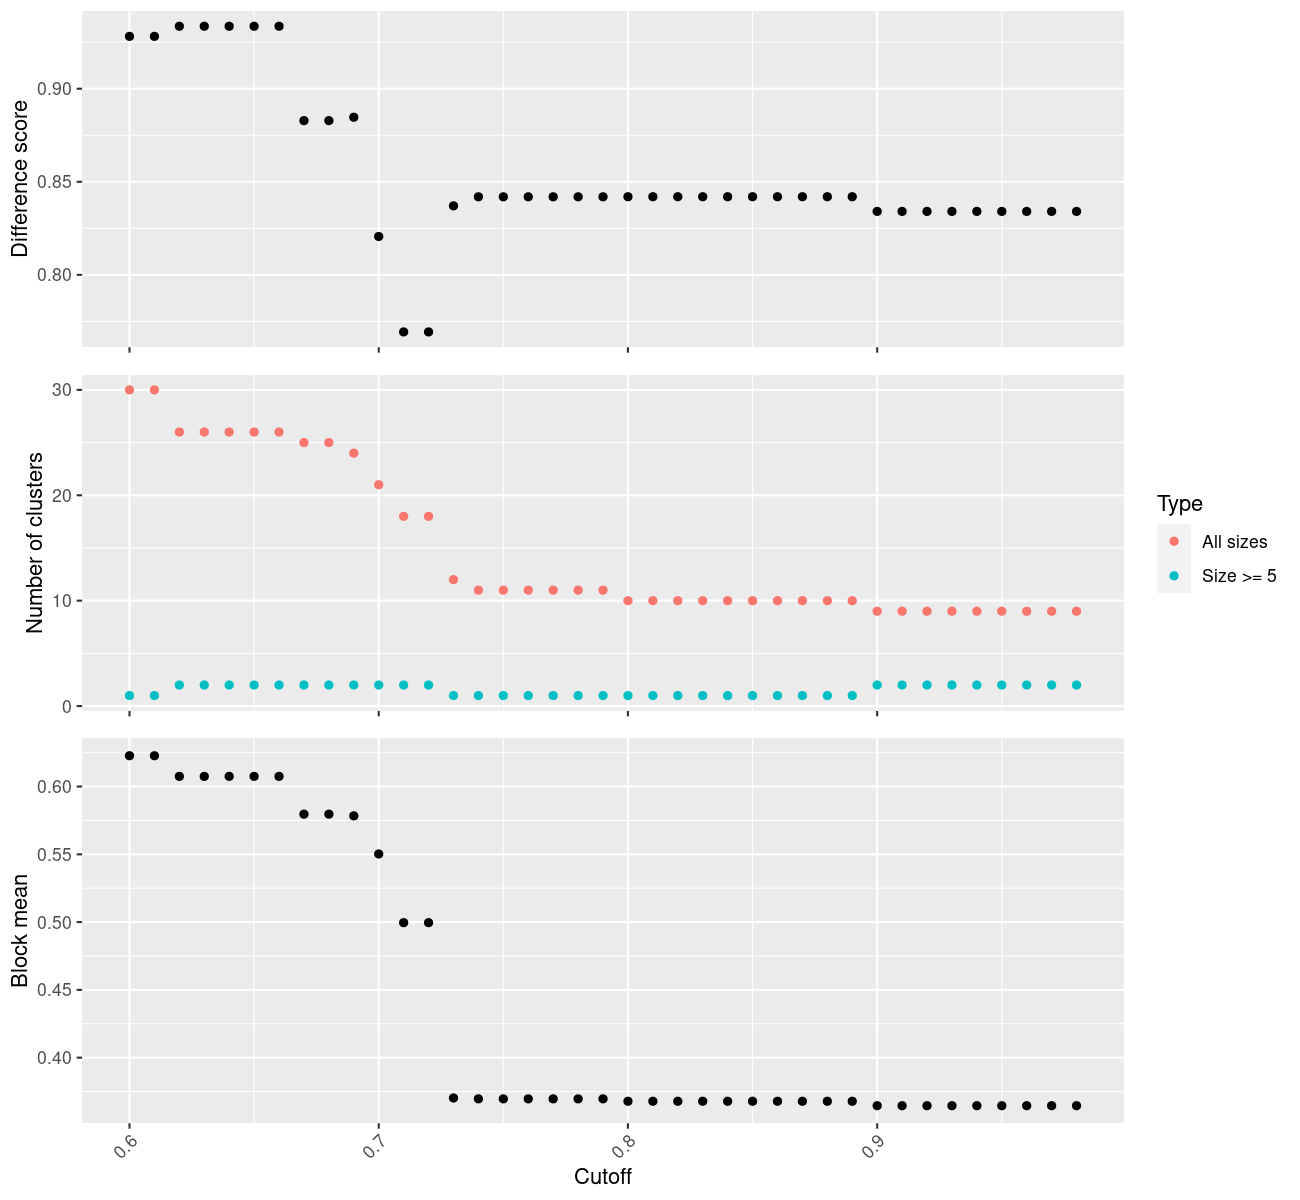 Difference score
0.90
0.85
0.80
Number of clusters
30
20
10
0
Type
All sizes
Size >= 5
Block mean
0.60
0.55
0.50
0.45
0.40
0.6
0.7
0.8
0.9
Cutoff